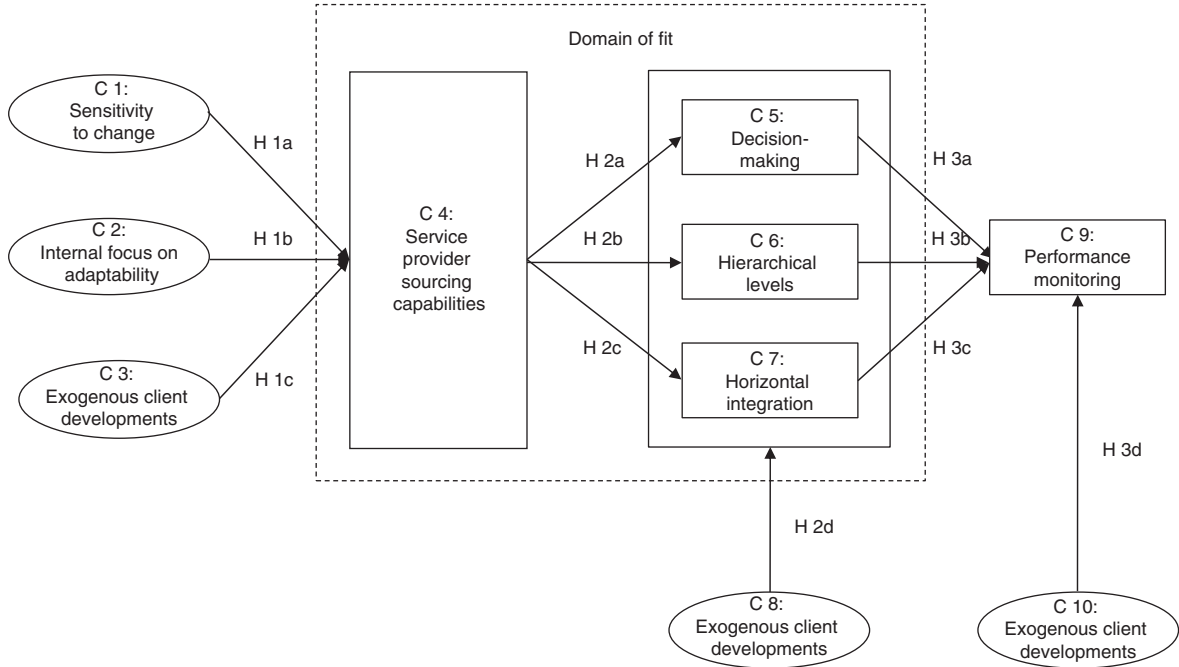 Domain of fit
C 1:
Sensitivity
to change
H 1a
C 2:
Internal focus on
adaptability
H 1b
C 3:
Exogenous client
developments
H 1c
C 4:
Service
provider
sourcing
capabilities
H 2a
H 2b
H 2c
C 5:
Decision-
making
C 6:
Hierarchical
levels
C 7:
Horizontal
integration
H 3a
H 3b
H 3c
C 9:
Performance
monitoring
H 2d
H 3d
C 8:
Exogenous client
developments
C 10:
Exogenous client
developments